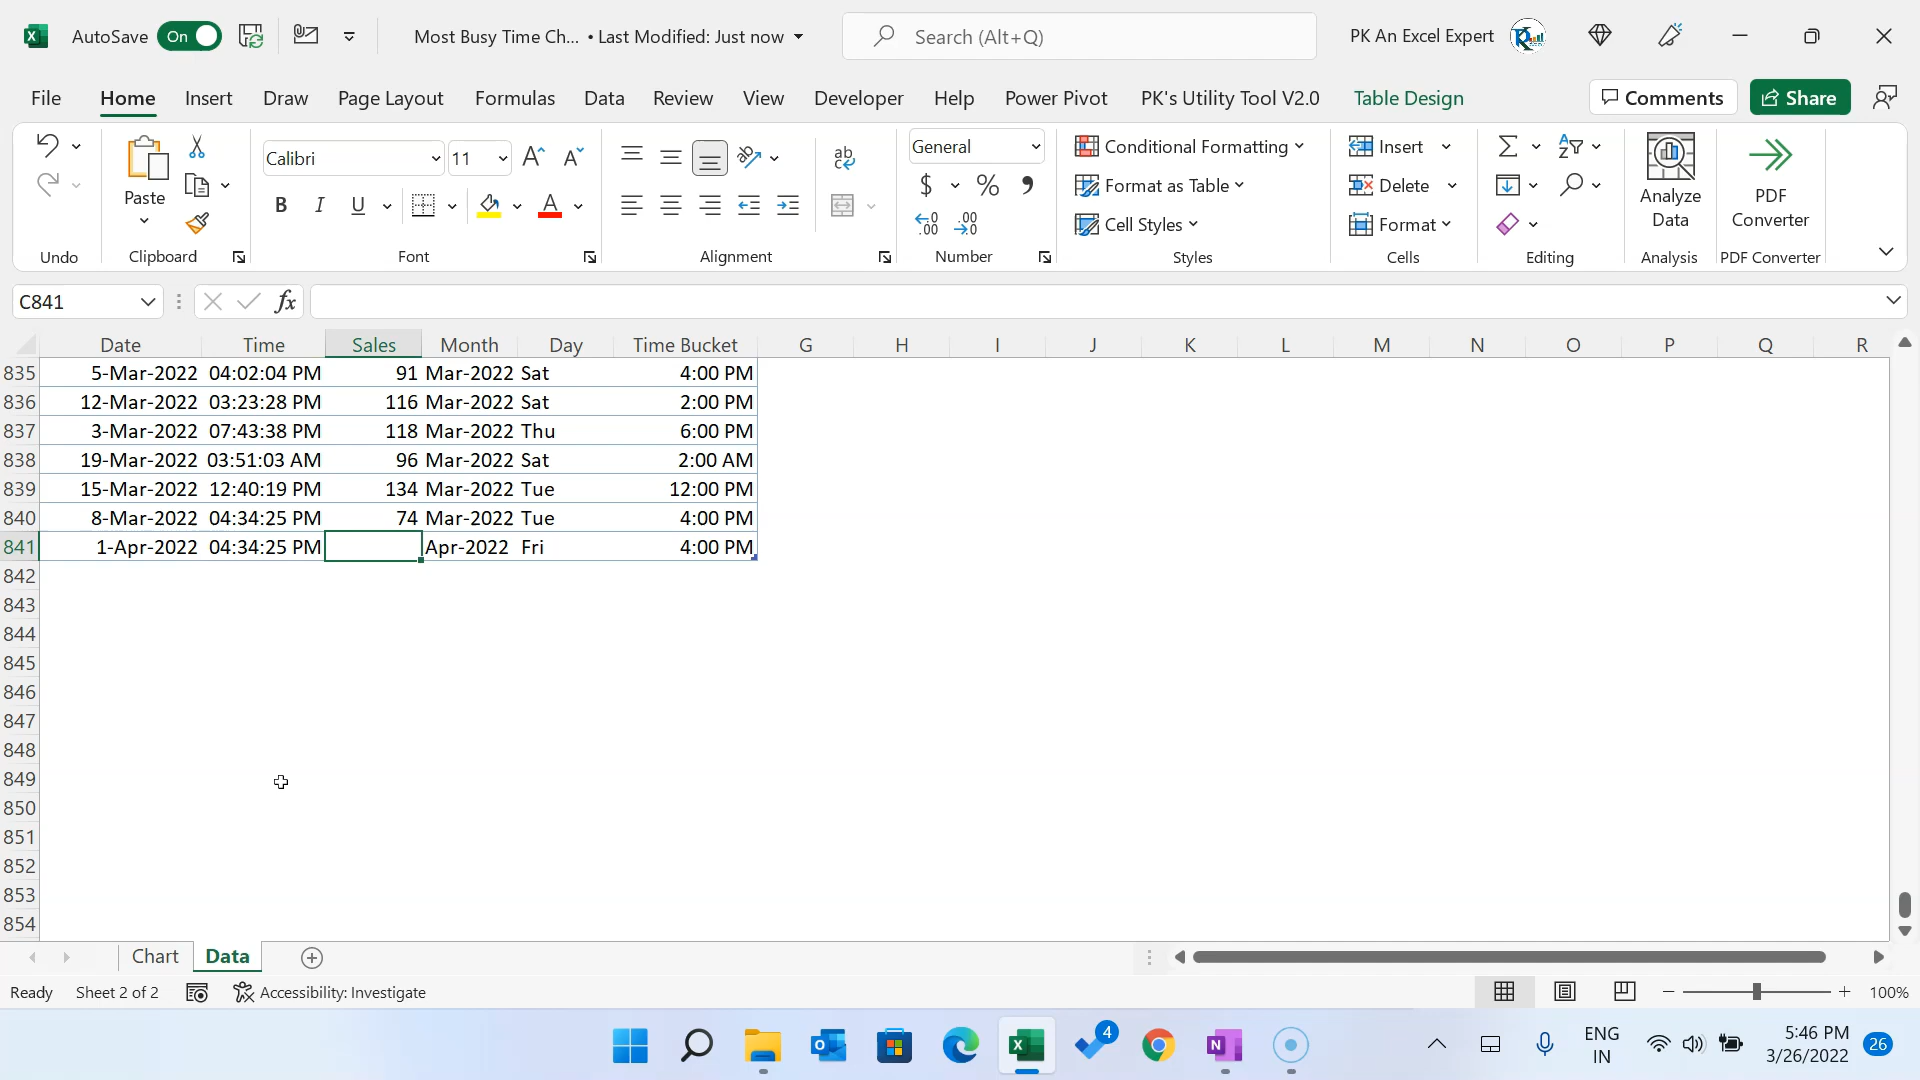 AutoSave On Most Busy Time Ch... • Last Modified: Just now Search (Alt+Q) PK An Excel Expert
File Home Insert Draw Page Layout Formulas Data Review View Developer Help Power Pivot PK's Utility Tool V2.0 Table Design Comments Share
Paste
Calibri 11
B I U A
ab
General
$ % ,
.00 .00
Conditional Formatting
Format as Table
Cell Styles
Insert
Delete
Format
Analyze
Data
PDF
Converter
Undo Clipboard Font Alignment Number Styles Cells Editing Analysis PDF Converter
C841 fx
Date Time Sales Month Day Time Bucket G H I J K L M N O P Q R
835 5-Mar-2022 04:02:04 PM 91 Mar-2022 Sat 4:00 PM
836 12-Mar-2022 03:23:28 PM 116 Mar-2022 Sat 2:00 PM
837 3-Mar-2022 07:43:38 PM 118 Mar-2022 Thu 6:00 PM
838 19-Mar-2022 03:51:03 AM 96 Mar-2022 Sat 2:00 AM
839 15-Mar-2022 12:40:19 PM 134 Mar-2022 Tue 12:00 PM
840 8-Mar-2022 04:34:25 PM 74 Mar-2022 Tue 4:00 PM
841 1-Apr-2022 04:34:25 PM Apr-2022 Fri 4:00 PM
842
843
844
845
846
847
848
849
850
851
852
853
854
Chart Data
Ready Sheet 2 of 2 Accessibility: Investigate 100%
4
ENG
IN
5:46 PM
3/26/2022
26